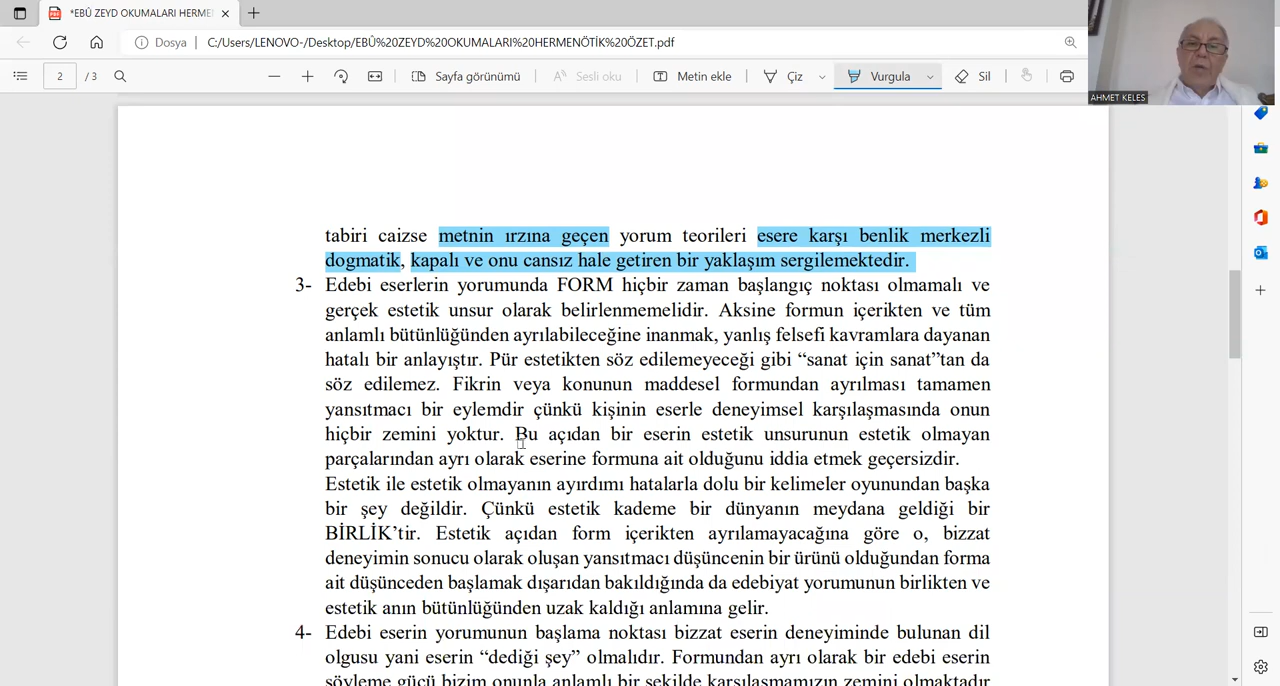 *EBÛ ZEYD OKUMALARI HERME
Dosya
C:/Users/LENOVO-/Desktop/EBÛ%20ZEYD%20OKUMALARI%20HERMENÖTİK%20ÖZET.pdf
2 / 3
Sayfa görünümü
Sesli oku
Metin ekle
Çiz
Vurgula
Sil
AHMET KELES
tabiri caizse metnin ırzına geçen yorum teorileri esere karşı benlik merkezli
dogmatik, kapalı ve onu cansız hale getiren bir yaklaşım sergilemektedir.
3- Edebi eserlerin yorumunda FORM hiçbir zaman başlangıç noktası olmamalı ve
gerçek estetik unsur olarak belirlenmemelidir. Aksine formun içerikten ve tüm
anlamlı bütünlüğünden ayrılabileceğine inanmak, yanlış felsefi kavramlara dayanan
hatalı bir anlayıştır. Pür estetikten söz edilemeyeceği gibi “sanat için sanat”tan da
söz edilemez. Fikrin veya konunun maddesel formundan ayrılması tamamen
yansıtmacı bir eylemdir çünkü kişinin eserle deneyimsel karşılaşmasında onun
hiçbir zemini yoktur. Bu açıdan bir eserin estetik unsurunun estetik olmayan
parçalarından ayrı olarak eserine formuna ait olduğunu iddia etmek geçersizdir.
Estetik ile estetik olmayanın ayırdımı hatalarla dolu bir kelimeler oyunundan başka
bir şey değildir. Çünkü estetik kademe bir dünyanın meydana geldiği bir
BİRLİK’tir. Estetik açıdan form içerikten ayrılamayacağına göre o, bizzat
deneyimin sonucu olarak oluşan yansıtmacı düşüncenin bir ürünü olduğundan forma
ait düşünceden başlamak dışarıdan bakıldığında da edebiyat yorumunun birlikten ve
estetik anın bütünlüğünden uzak kaldığı anlamına gelir.
4- Edebi eserin yorumunun başlama noktası bizzat eserin deneyiminde bulunan dil
olgusu yani eserin “dediği şey” olmalıdır. Formundan ayrı olarak bir edebi eserin
söyleme gücü bizim onunla anlamlı bir şekilde karşılaşmamızın zemini olmaktadır